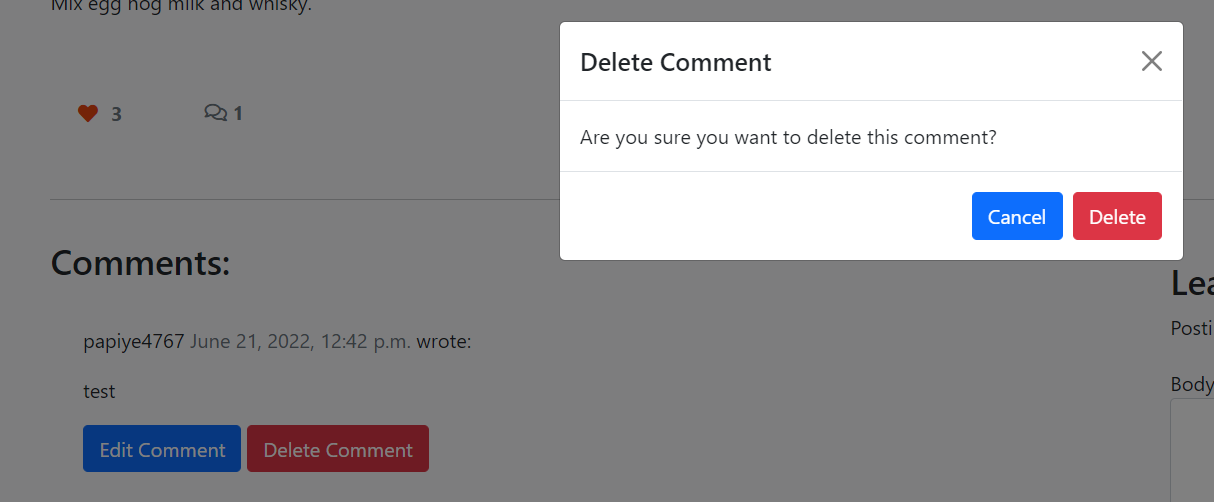 Mix egg nog milk and whisky.
Delete Comment
Are you sure you want to delete this comment?
Cancel Delete
3 1
Comments:
papiye4767 June 21, 2022, 12:42 p.m. wrote:
test
Edit Comment Delete Comment
Lea
Posti
Body